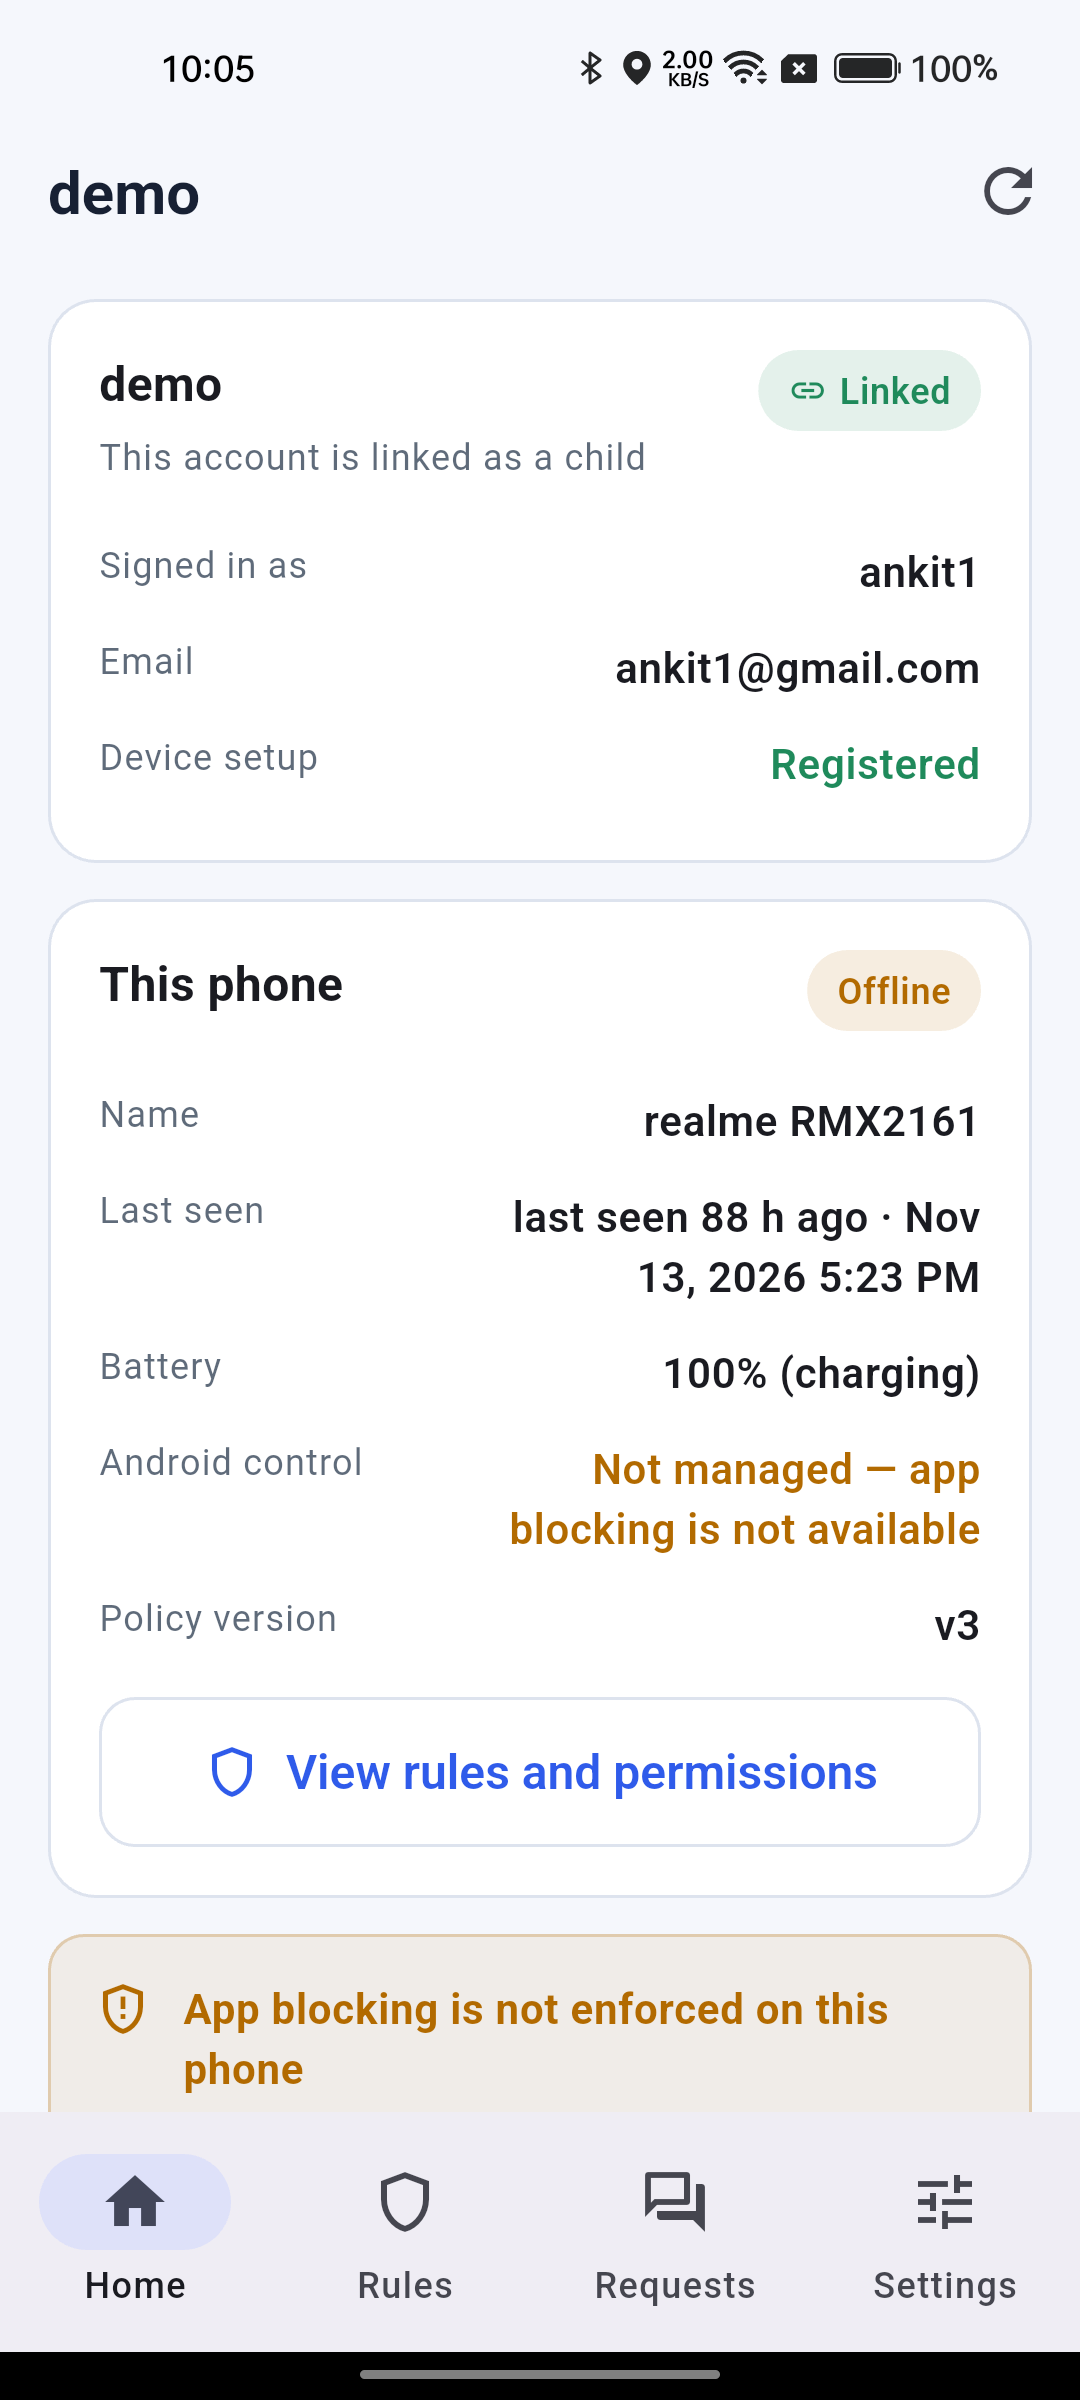 10:05
2.00
KB/S
100%
demo
demo
Linked
This account is linked as a child
Signed in as
ankit1
Email
ankit1@gmail.com
Device setup
Registered
This phone
Offline
Name
realme RMX2161
Last seen
last seen 88 h ago · Nov
13, 2026 5:23 PM
Battery
100% (charging)
Android control
Not managed — app
blocking is not available
Policy version
v3
View rules and permissions
App blocking is not enforced on this
phone
Home
Rules
Requests
Settings